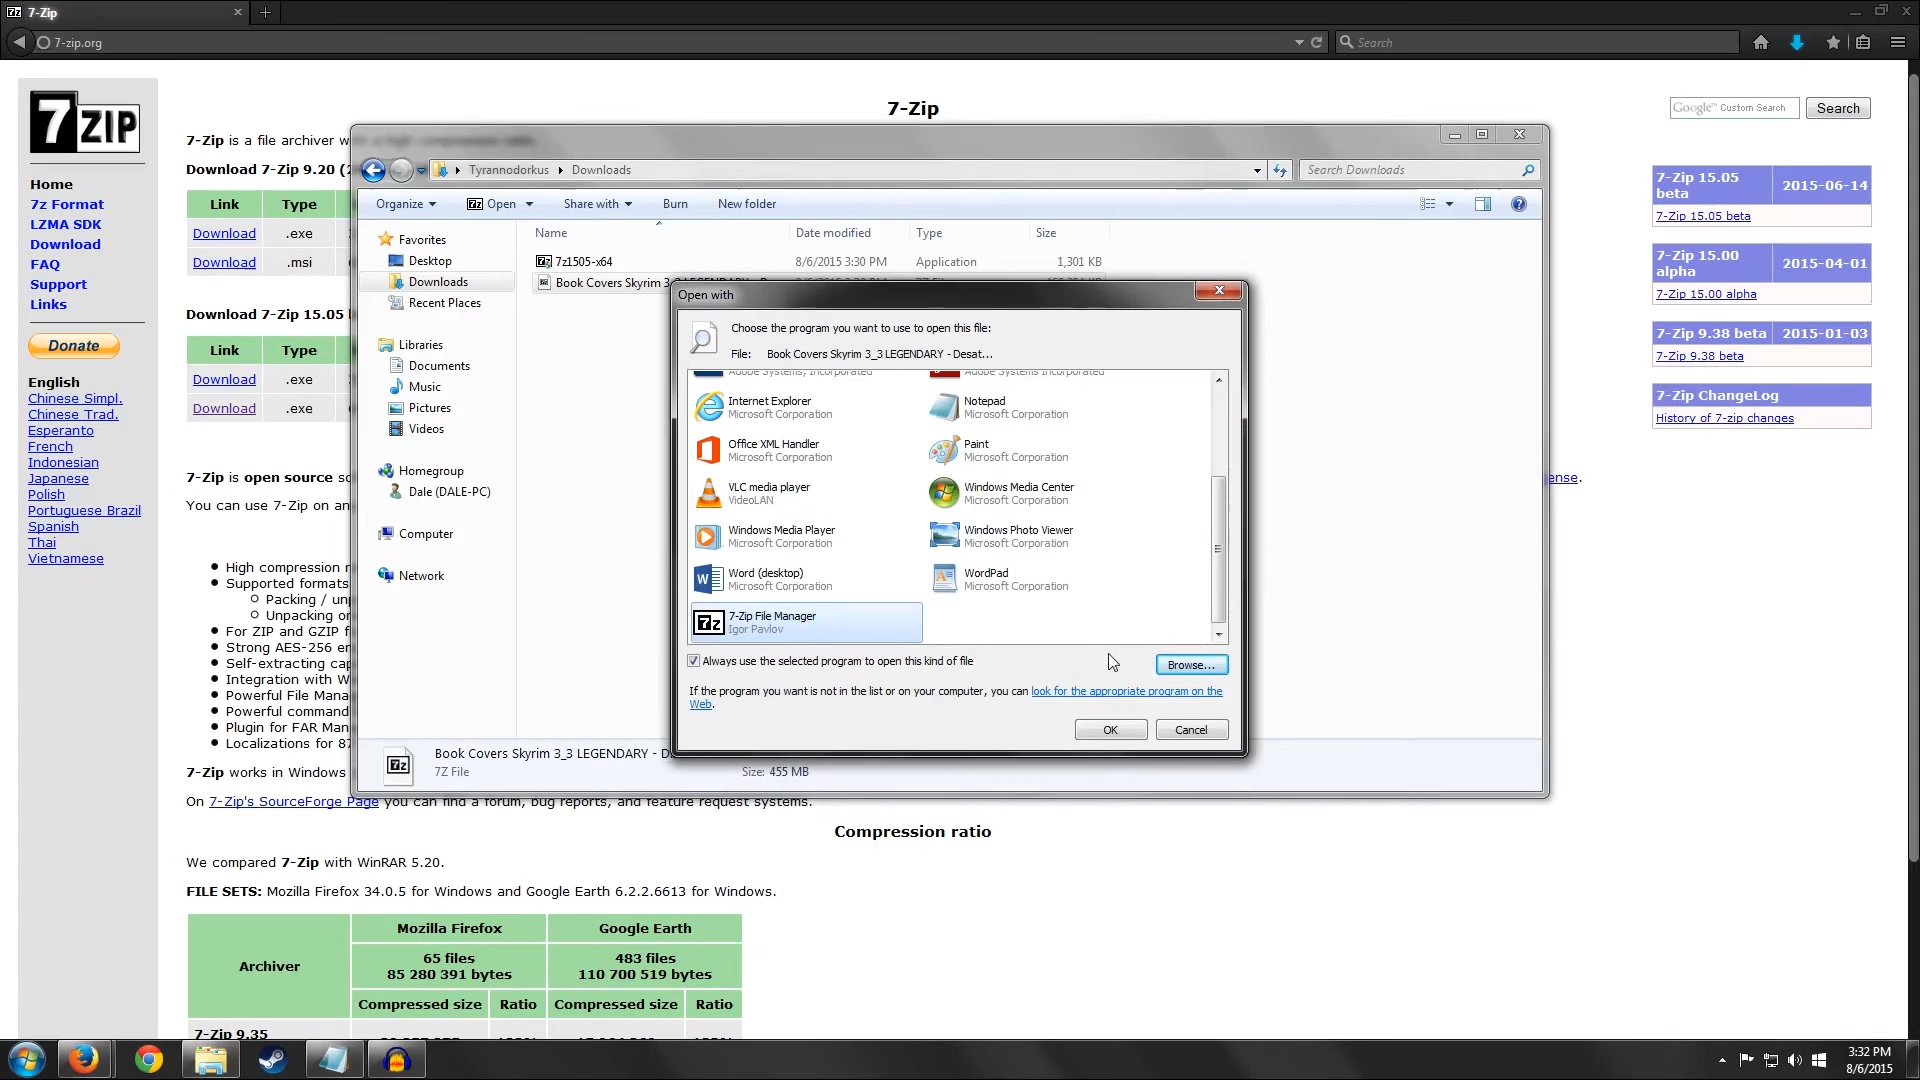 7-Zip
7-zip.org
Search
7 ZIP
Home
7z Format
LZMA SDK
Download
FAQ
Support
Links
Donate
English
Chinese Simpl.
Chinese Trad.
Esperanto
French
Indonesian
Japanese
Polish
Portuguese Brazil
Spanish
Thai
Vietnamese
7-Zip
7-Zip is a file archiver with a high compression ratio.
Download 7-Zip 9.20 (2
Link Type
Download .exe
Download .msi
Download 7-Zip 15.05
Link Type
Download .exe
Download .exe
7-Zip is open source
ense.
You can use 7-Zip on an
High compression
Supported formats
Packing / un
Unpacking
For ZIP and GZIP
Strong AES-256 en
Self-extracting cap
Integration with W
Powerful File Mana
Powerful command
Plugin for FAR Man
Localizations for 87
7-Zip works in Windows
On 7-Zip's SourceForge Page you can find a forum, bug reports, and feature request systems.
Compression ratio
We compared 7-Zip with WinRAR 5.20.
FILE SETS: Mozilla Firefox 34.0.5 for Windows and Google Earth 6.2.2.6613 for Windows.
Archiver
Mozilla Firefox Google Earth
65 files 483 files
85 280 391 bytes 110 700 519 bytes
Compressed size Ratio Compressed size Ratio
7-Zip 9.35
Google™ Custom Search Search
7-Zip 15.05 beta 2015-06-14
7-Zip 15.05 beta
7-Zip 15.00 alpha 2015-04-01
7-Zip 15.00 alpha
7-Zip 9.38 beta 2015-01-03
7-Zip 9.38 beta
7-Zip ChangeLog
History of 7-zip changes
Tyrannodorkus Downloads
Search Downloads
Organize Open Share with Burn New folder
Favorites
Desktop
Downloads
Recent Places
Libraries
Documents
Music
Pictures
Videos
Homegroup
Dale (DALE-PC)
Computer
Network
Name Date modified Type Size
7z1505-x64 8/6/2015 3:30 PM Application 1,301 KB
Book Covers Skyrim 3
Book Covers Skyrim 3_3 LEGENDARY - D
7Z File
Size: 455 MB
Open with
Choose the program you want to use to open this file:
File: Book Covers Skyrim 3_3 LEGENDARY - Desat...
Adobe Systems, Incorporated
Adobe Systems Incorporated
Internet Explorer
Microsoft Corporation
Notepad
Microsoft Corporation
Office XML Handler
Microsoft Corporation
Paint
Microsoft Corporation
VLC media player
VideoLAN
Windows Media Center
Microsoft Corporation
Windows Media Player
Microsoft Corporation
Windows Photo Viewer
Microsoft Corporation
Word (desktop)
Microsoft Corporation
WordPad
Microsoft Corporation
7-Zip File Manager
Igor Pavlov
Always use the selected program to open this kind of file
Browse...
If the program you want is not in the list or on your computer, you can look for the appropriate program on the
Web.
OK Cancel
3:32 PM
8/6/2015